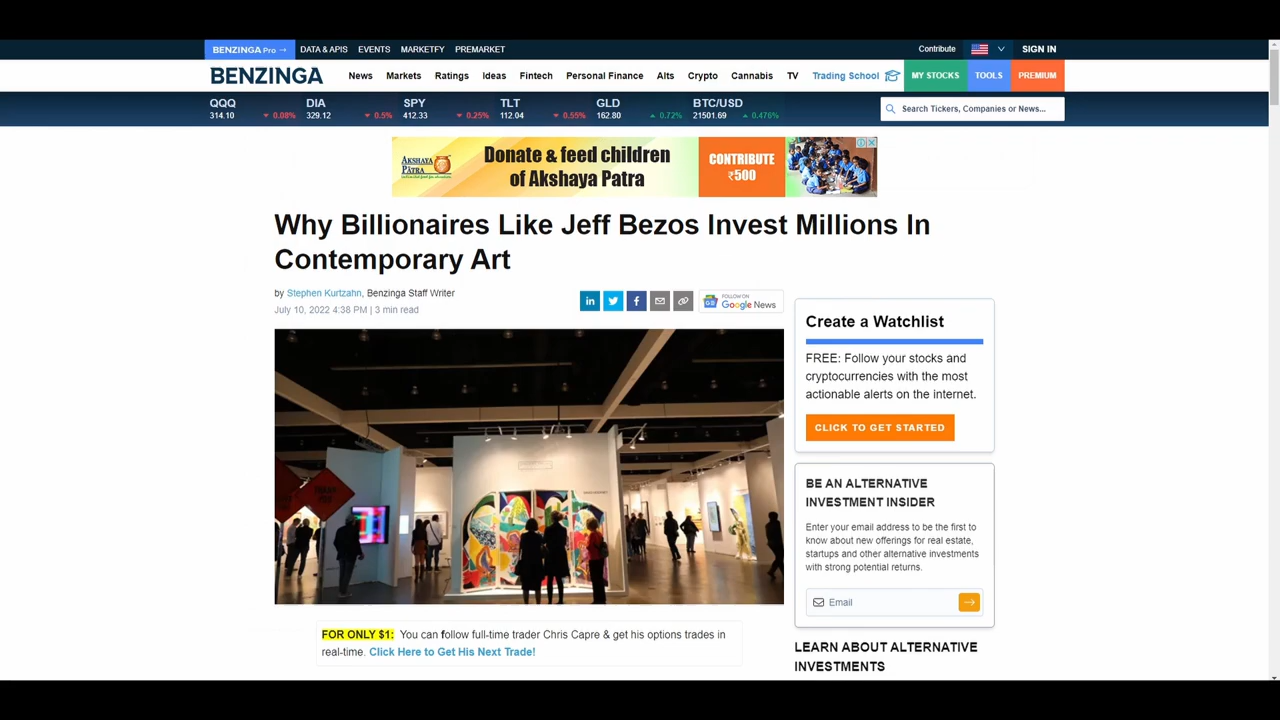 BENZINGA Pro → DATA & APIS EVENTS MARKETFY PREMARKET Contribute SIGN IN
BENZINGA News Markets Ratings Ideas Fintech Personal Finance Alts Crypto Cannabis TV Trading School MY STOCKS TOOLS PREMIUM
QQQ DIA SPY TLT GLD BTC/USD
314.10 0.08% 329.12 0.5% 412.33 0.25% 112.04 0.55% 162.80 0.72% 21501.69 0.476%
Search Tickers, Companies or News...
AKSHAYA PATRA
Donate & feed children
of Akshaya Patra
CONTRIBUTE
₹500
Why Billionaires Like Jeff Bezos Invest Millions In
Contemporary Art
by Stephen Kurtzahn, Benzinga Staff Writer
July 10, 2022 4:38 PM | 3 min read
FOLLOW ON
Google News
Create a Watchlist
FREE: Follow your stocks and
cryptocurrencies with the most
actionable alerts on the internet.
CLICK TO GET STARTED
BE AN ALTERNATIVE
INVESTMENT INSIDER
Enter your email address to be the first to
know about new offerings for real estate,
startups and other alternative investments
with strong potential returns.
Email
FOR ONLY $1: You can follow full-time trader Chris Capre & get his options trades in
real-time. Click Here to Get His Next Trade!
LEARN ABOUT ALTERNATIVE
INVESTMENTS